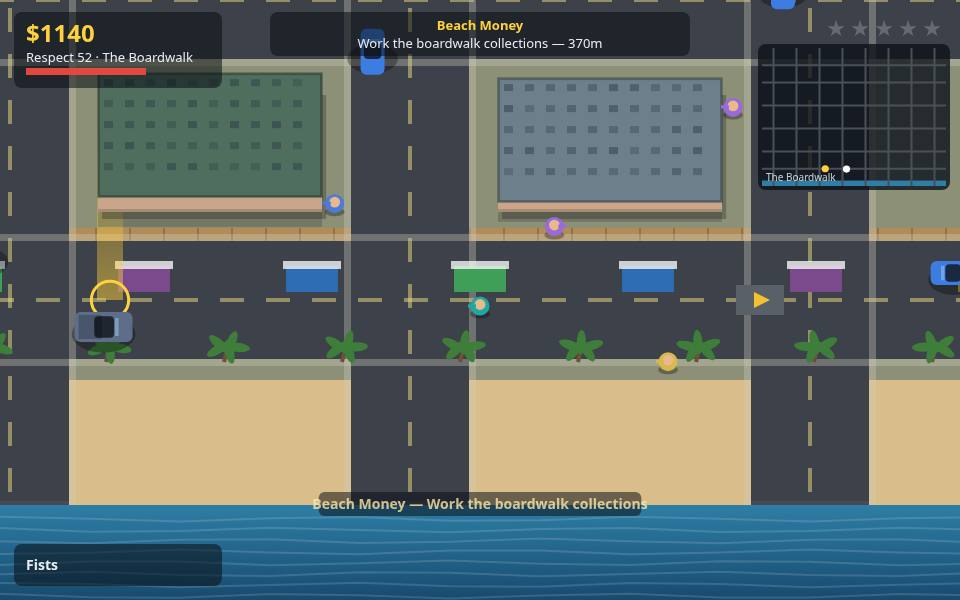 $1140
Respect 52 · The Boardwalk
Beach Money
Work the boardwalk collections — 370m
The Boardwalk
Beach Money — Work the boardwalk collections
Fists